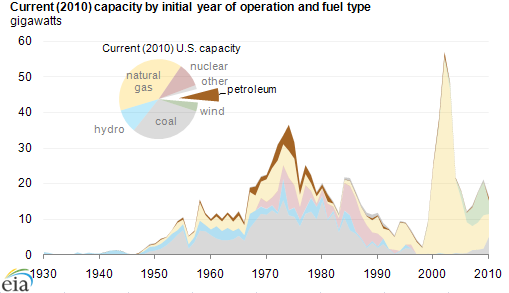 Current (2010) capacity by initial year of operation and fuel type
gigawatts
60
Current (2010) U.S. capacity
nuclear
natural
gas
other
petroleum
50
wind
40
hydro
coal
30
20
10
0
1930 1940 1950 1960 1970 1980 1990 2000 2010
eia